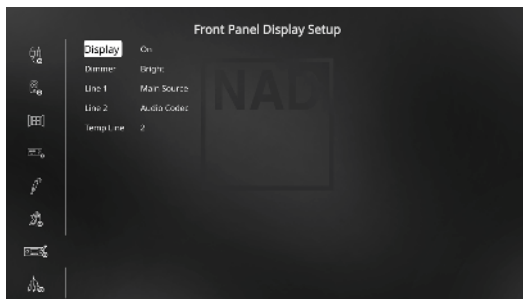 Front Panel Display Setup
Display On
Dimmer Bright
Line 1 Main Source
Line 2 Audio Codec
Temp Line 2
NAD